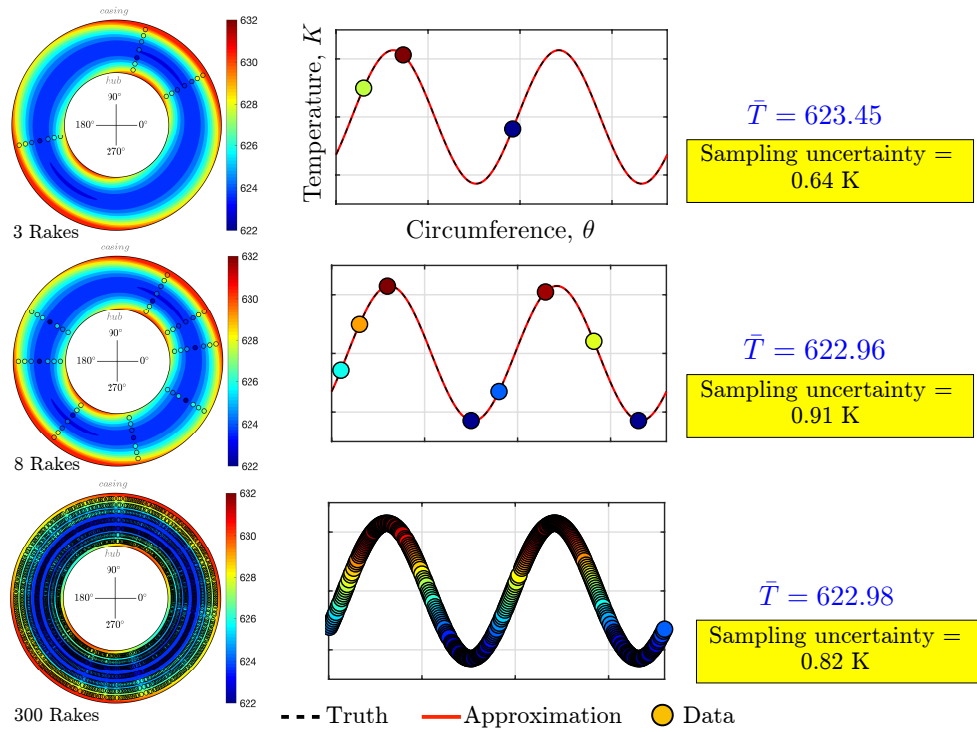 casing
hub
90°
180°
0°
270°
632
630
628
626
624
622
3 Rakes
Temperature, K
Circumference, θ
T̄ = 623.45
Sampling uncertainty =
0.64 K
casing
hub
90°
180°
0°
270°
632
630
628
626
624
622
8 Rakes
T̄ = 622.96
Sampling uncertainty =
0.91 K
casing
hub
90°
180°
0°
270°
632
630
628
626
624
622
300 Rakes
T̄ = 622.98
Sampling uncertainty =
0.82 K
Truth
Approximation
Data